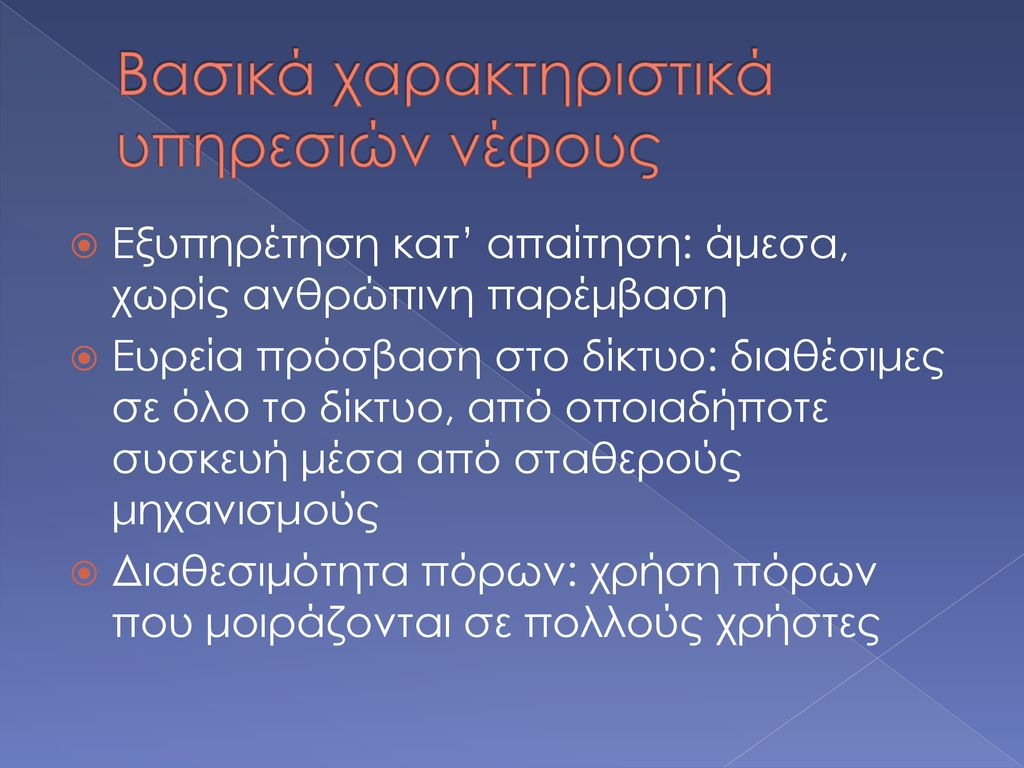 Βασικά χαρακτηριστικά
υπηρεσιών νέφους
Εξυπηρέτηση κατ’ απαίτηση: άμεσα,
χωρίς ανθρώπινη παρέμβαση
Ευρεία πρόσβαση στο δίκτυο: διαθέσιμες
σε όλο το δίκτυο, από οποιαδήποτε
συσκευή μέσα από σταθερούς
μηχανισμούς
Διαθεσιμότητα πόρων: χρήση πόρων
που μοιράζονται σε πολλούς χρήστες